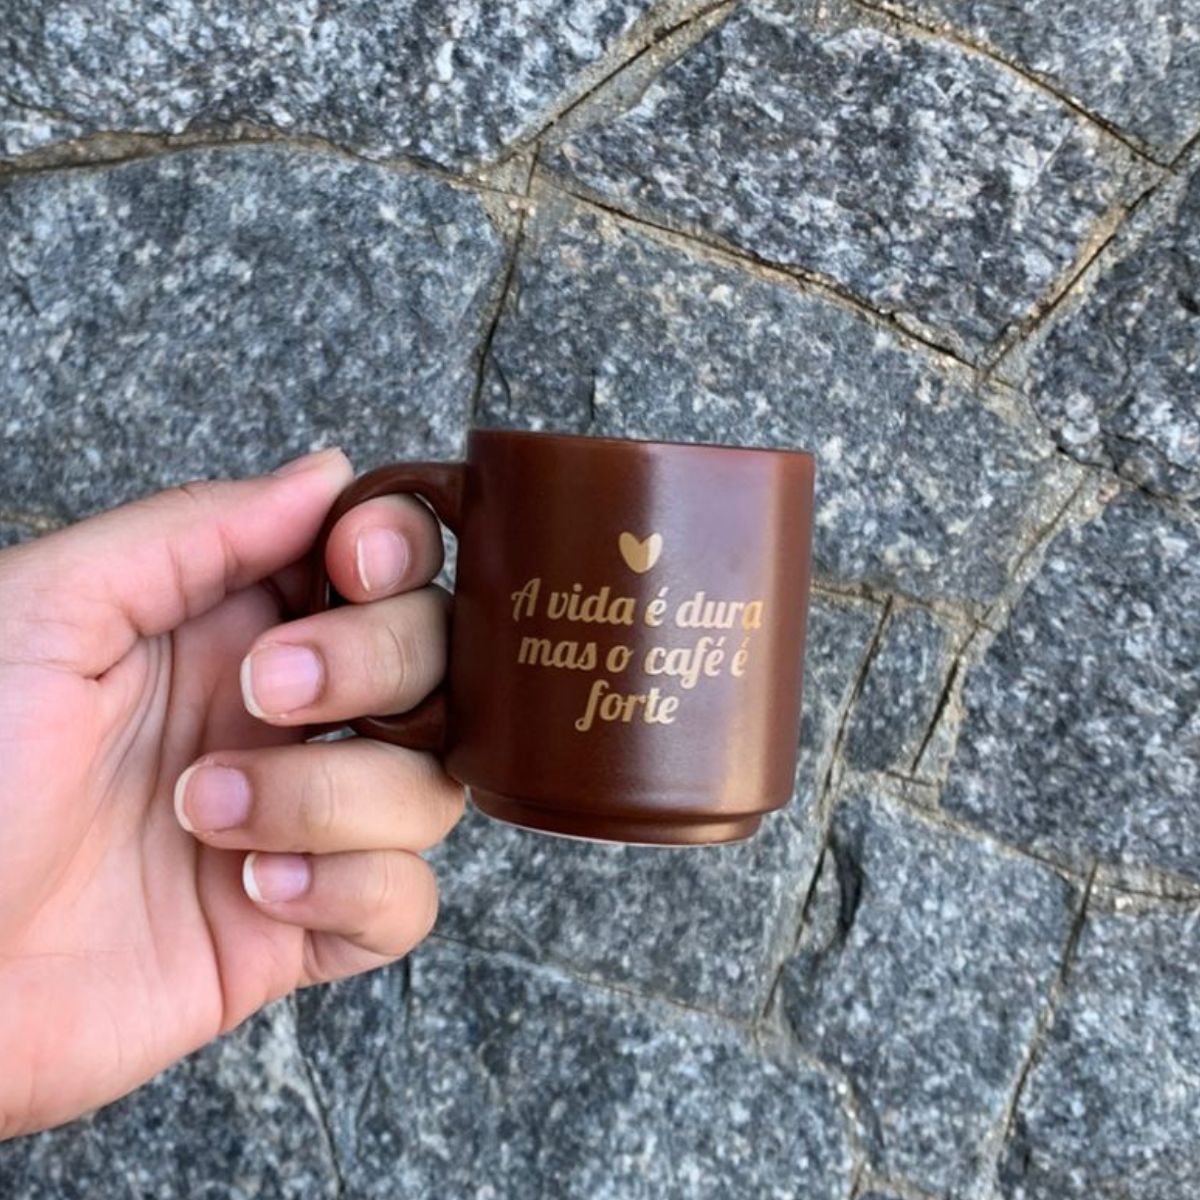 A vida é dura
mas o café é
forte